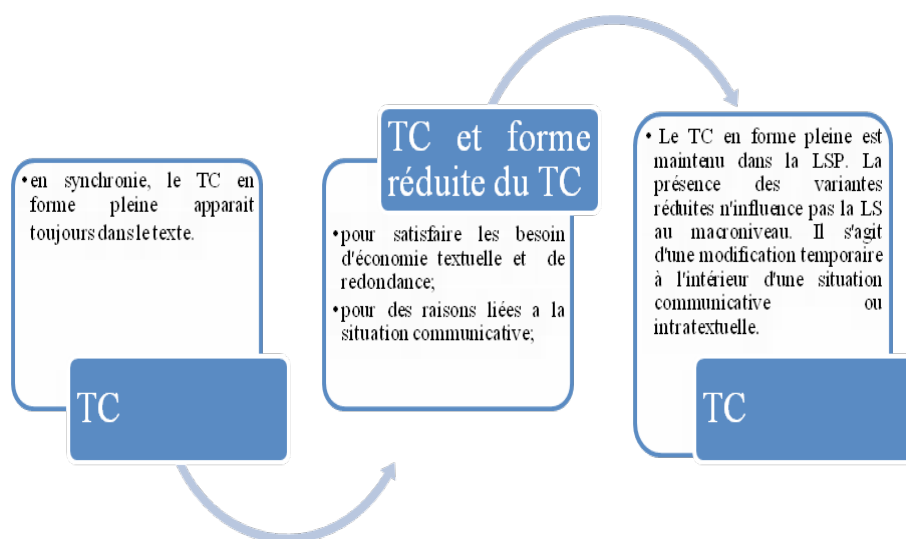 •en synchronie, le TC en
forme pleine apparait
toujours dans le texte.
TC
TC et forme
réduite du TC
•pour satisfaire les besoin
d'économie textuelle et de
redondance;
•pour des raisons liées a la
situation communicative;
• Le TC en forme pleine est
maintenu dans la LSP. La
présence des variantes
réduites n'influence pas la LS
au macroniveau. Il s'agit
d'une modification temporaire
à l'intérieur d'une situation
communicative ou
intratextuelle.
TC